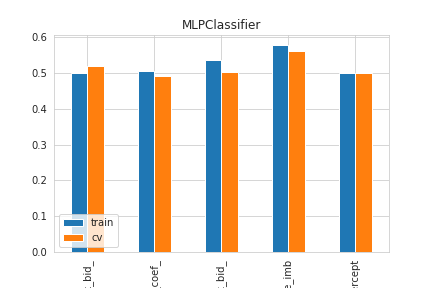 MLPClassifier
0.6
0.5
0.4
0.3
0.2
0.1
0.0
train
cv
_bid_
coef_
_bid_
e_imb
ercept